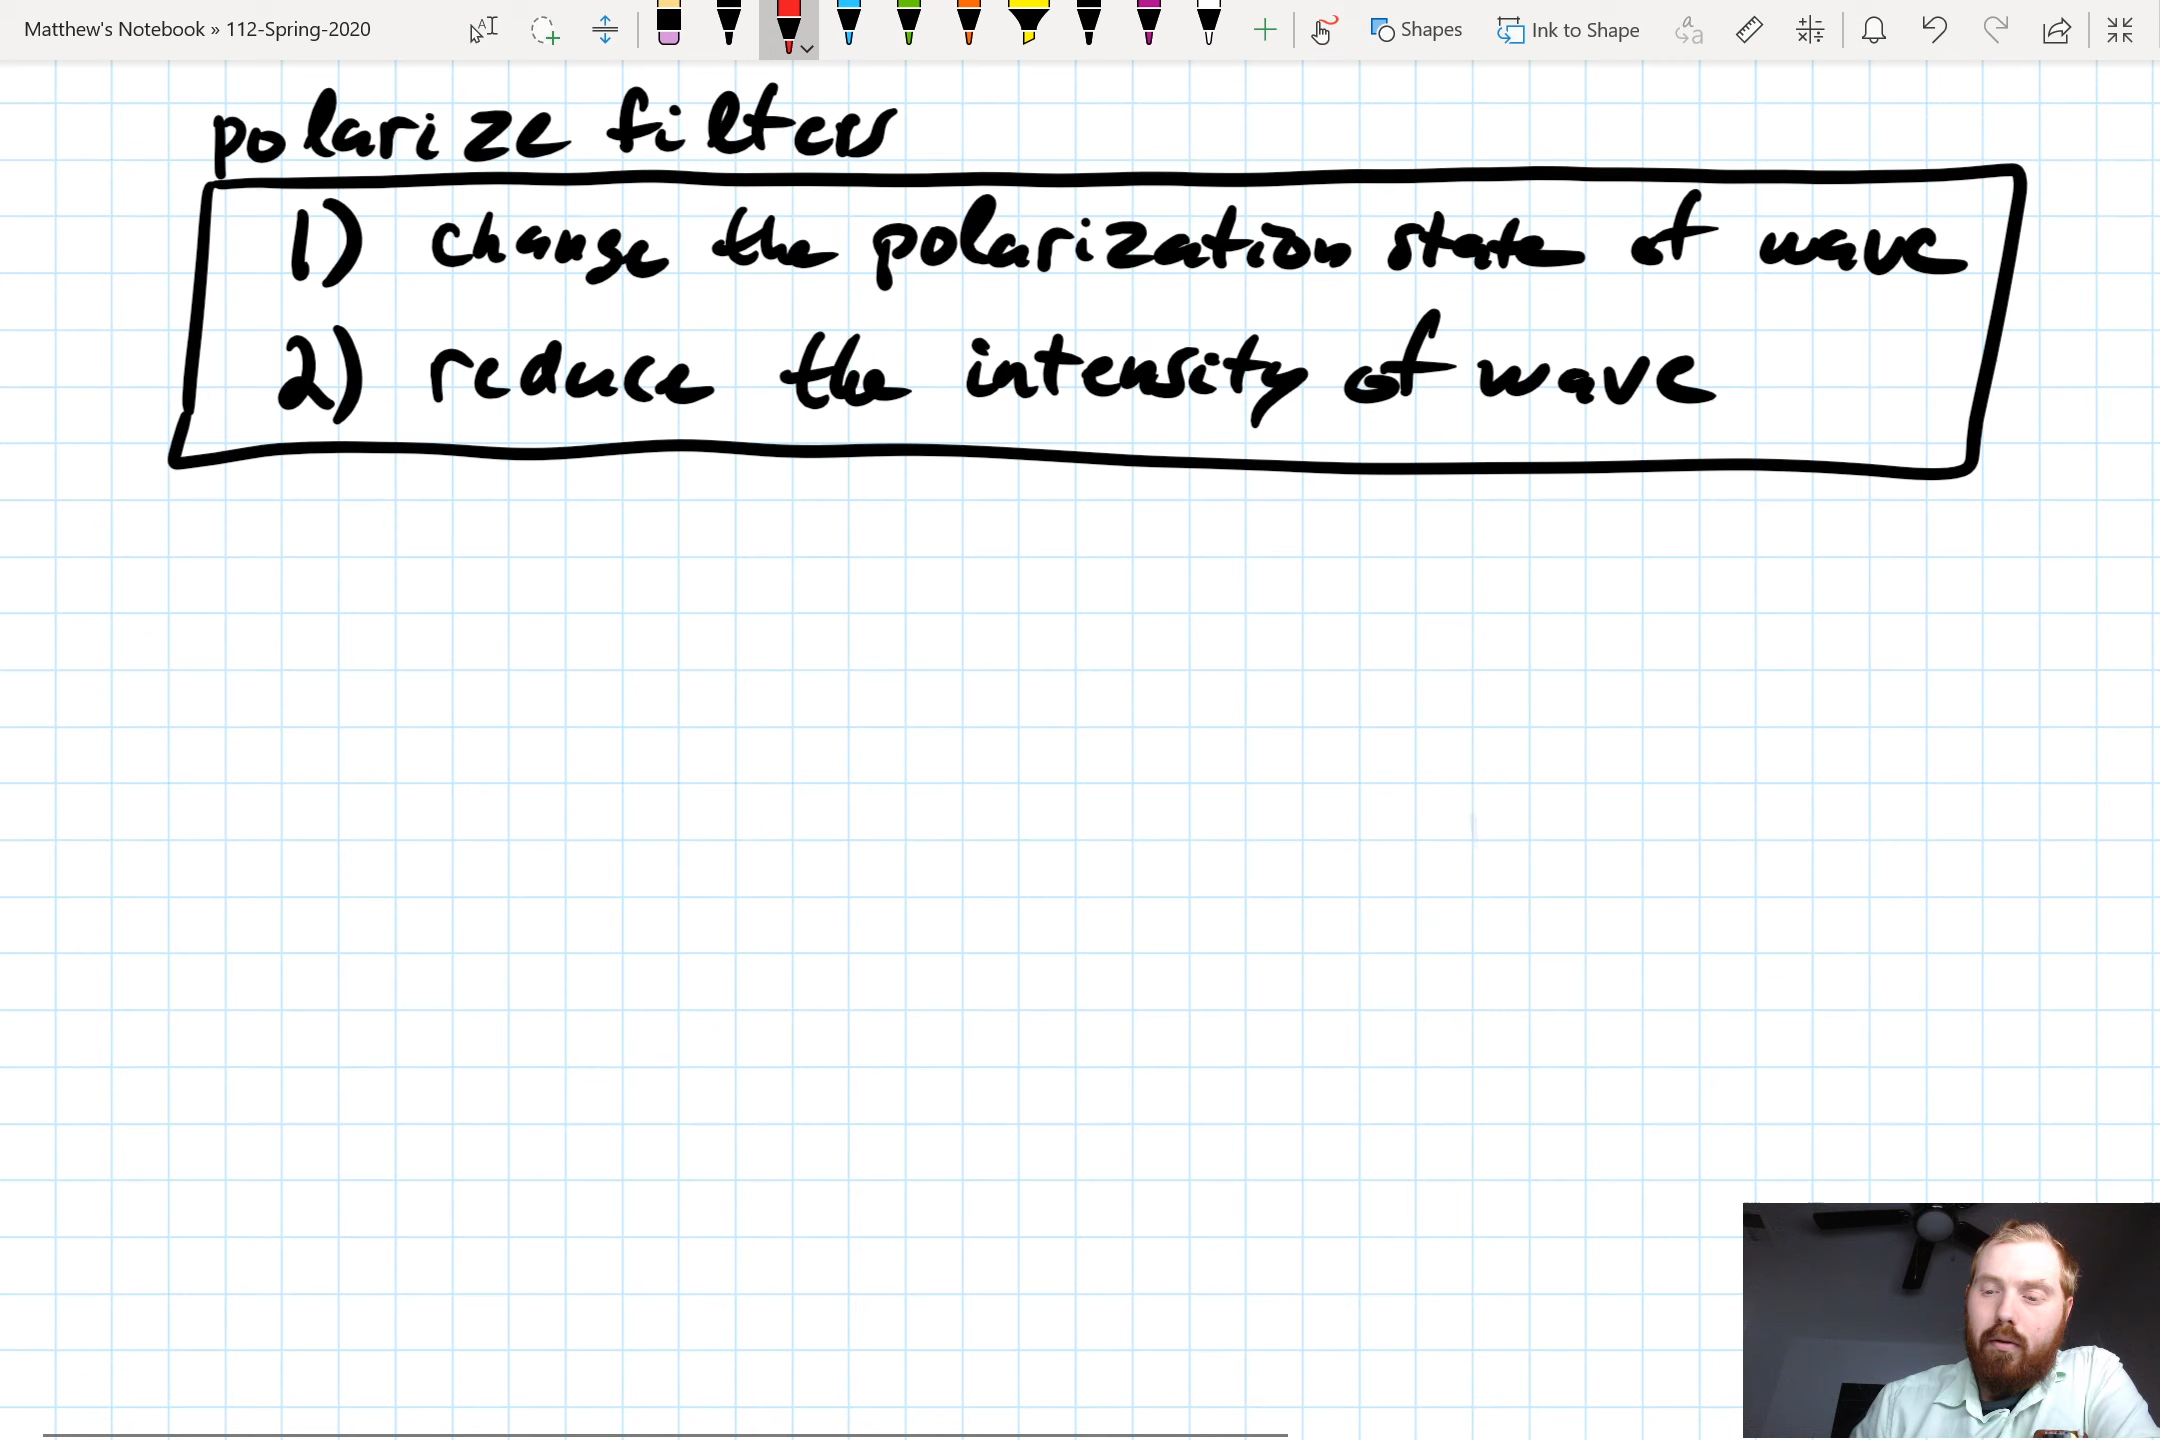 Matthew's Notebook » 112-Spring-2020
Shapes
Ink to Shape
polarize filters
1) change the polarization state of wave
2) reduce the intensity of wave